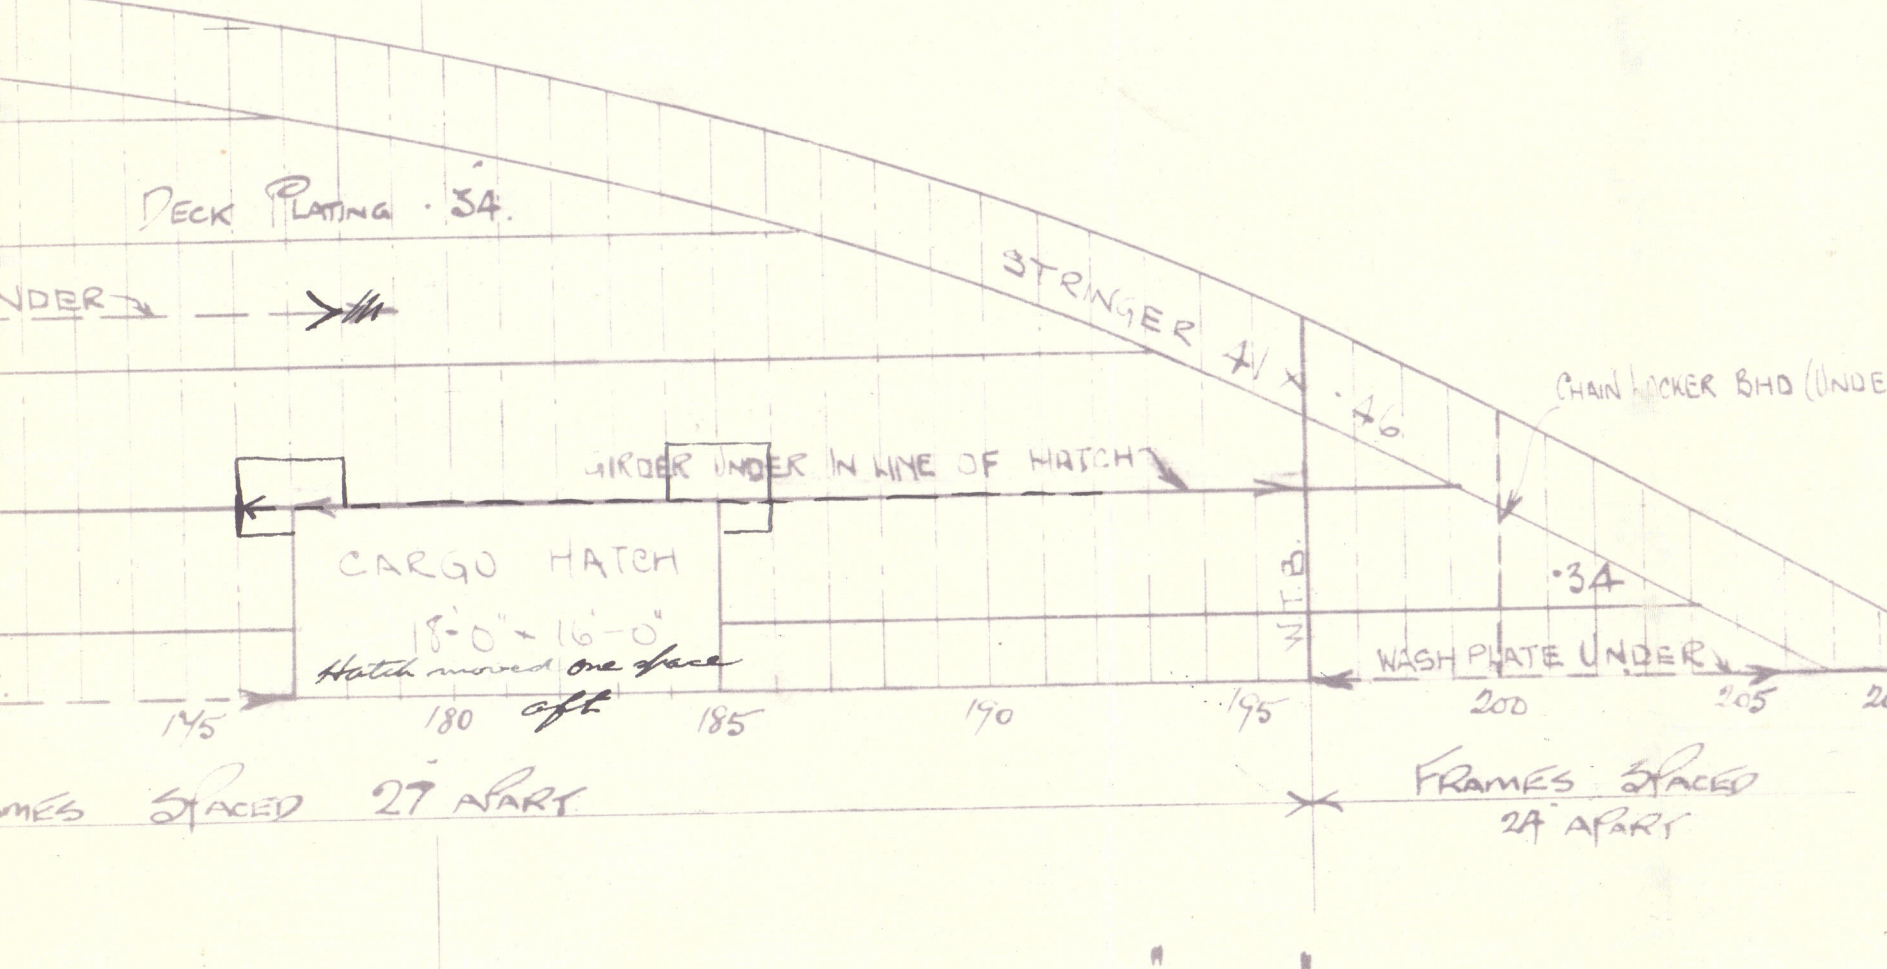 DECK PLATING .34.
NDER
STRINGER 41 x .46
CHAIN LOCKER BHD (UNDE
GIRDER UNDER IN LINE OF HATCH
CARGO HATCH
18'-0" x 16'-0"
Hatch moved one space
aft
W.T.B.
.34
WASH PLATE UNDER
175 180 185 190 195 200 205 2
MES SPACED 27" APART
FRAMES SPACED
24" APART